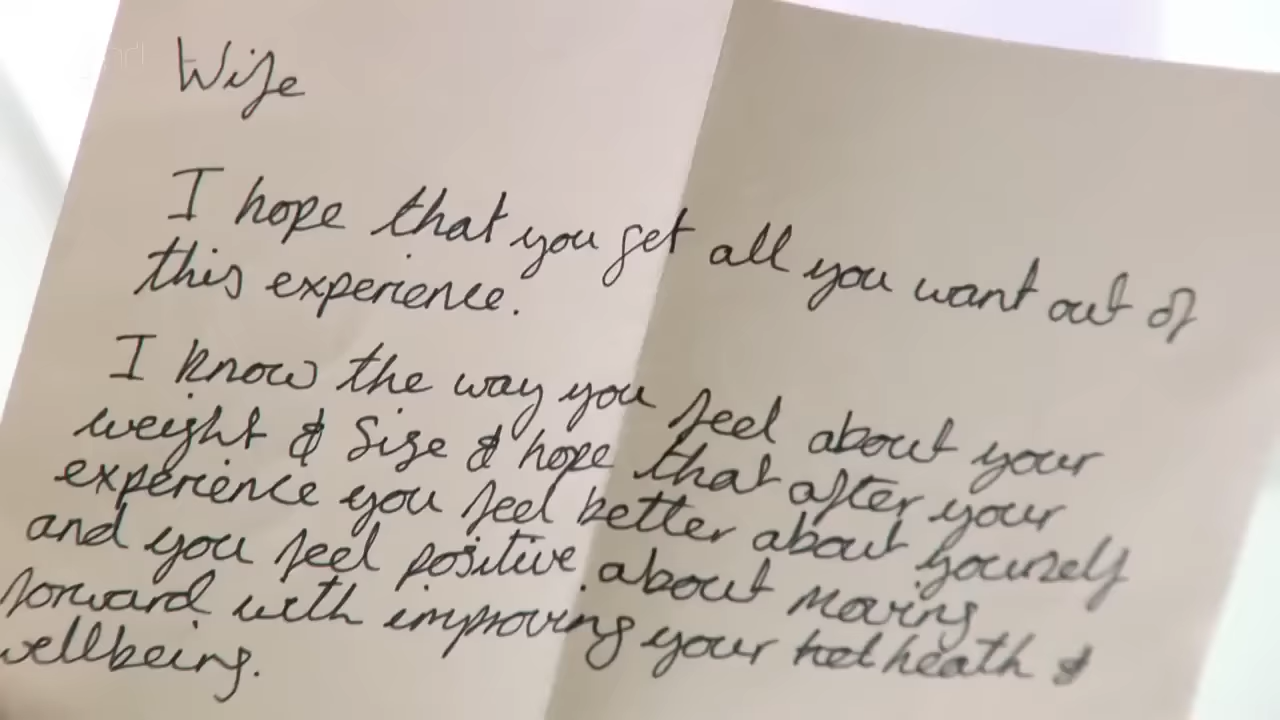 Wife
I hope that you get all you want out of
this experience.
I know the way you feel about your
weight & Size & hope that after your
experience you feel better about yourself
and you feel positive about moving
forward with improving your heath &
wellbeing.